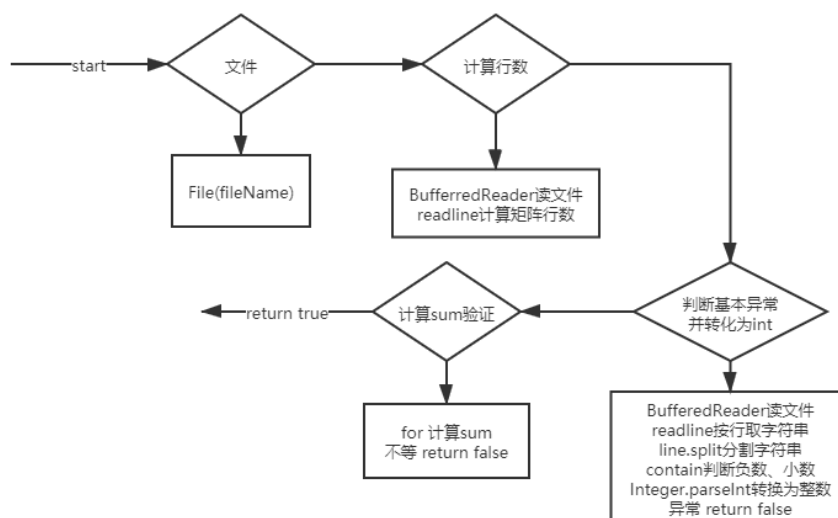 start
文件
计算行数
File(fileName)
BufferredReader读文件
readline计算矩阵行数
判断基本异常
并转化为int
计算sum验证
return true
for 计算sum
不等 return false
BufferedReader读文件
readline按行取字符串
line.split分割字符串
contain判断负数、小数
Integer.parseInt转换为整数
异常 return false